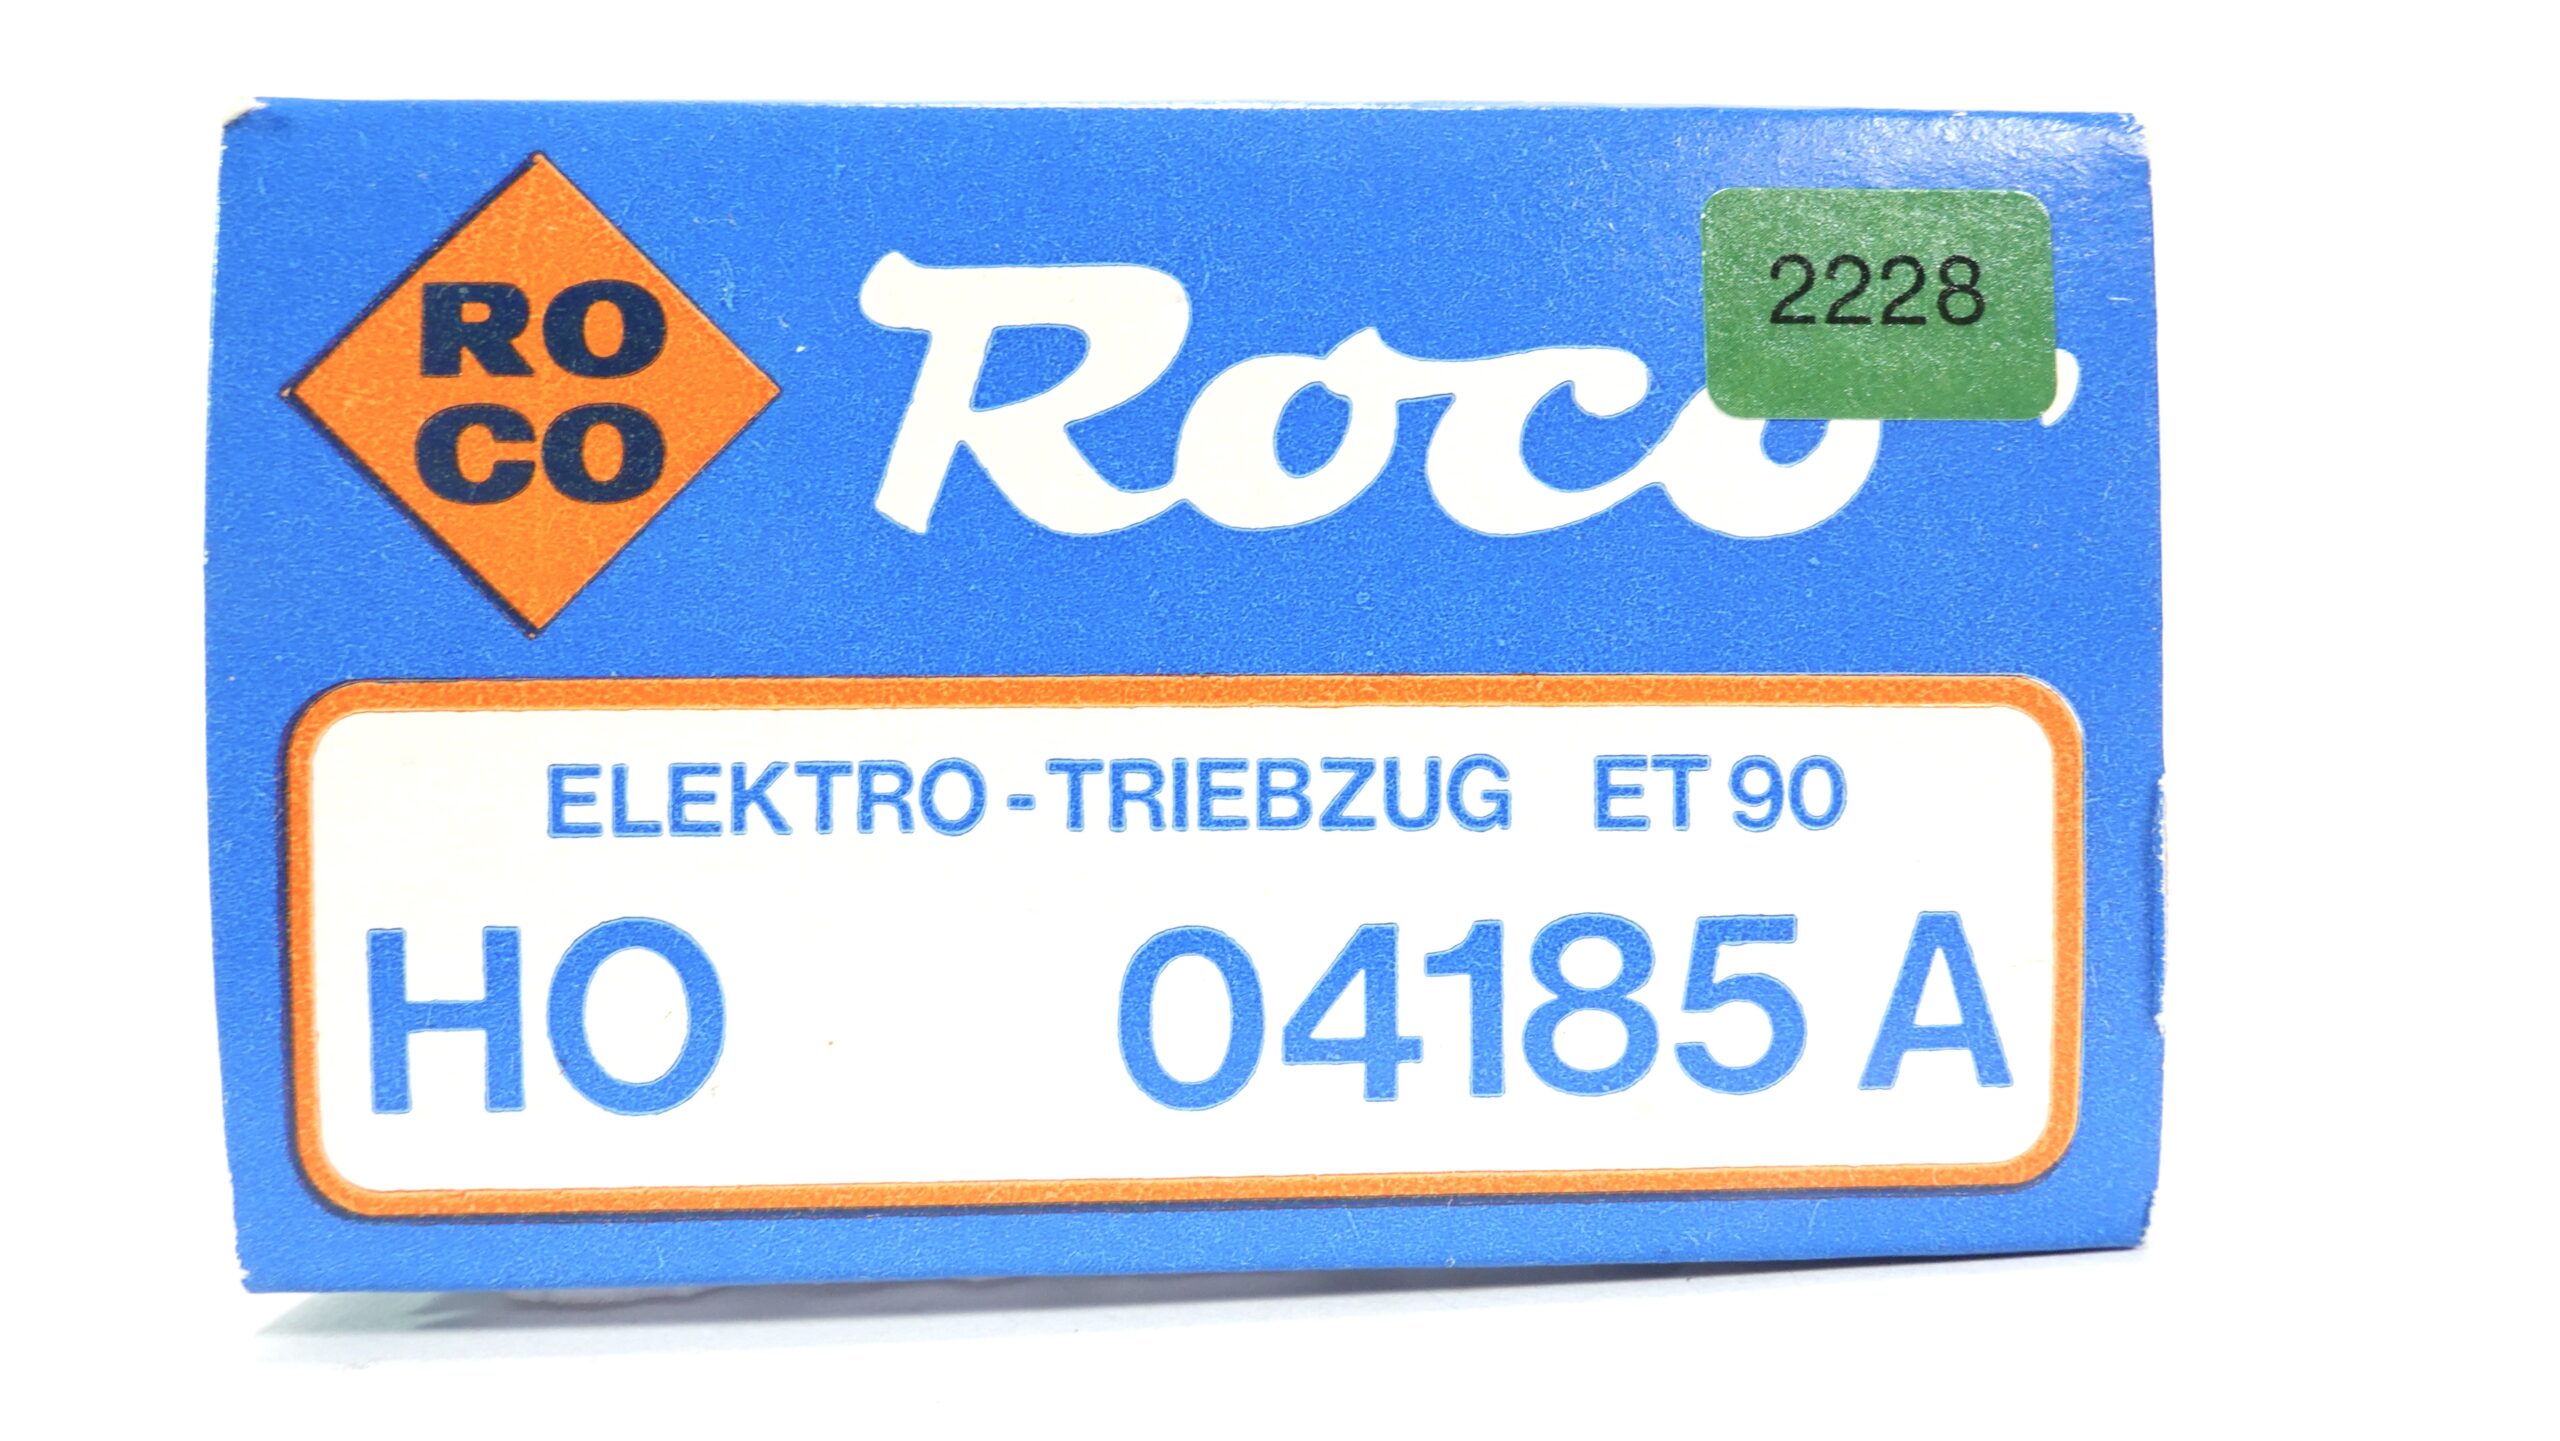 RO
CO
Roco
2228
ELEKTRO-TRIEBZUG ET 90
HO 04185 A